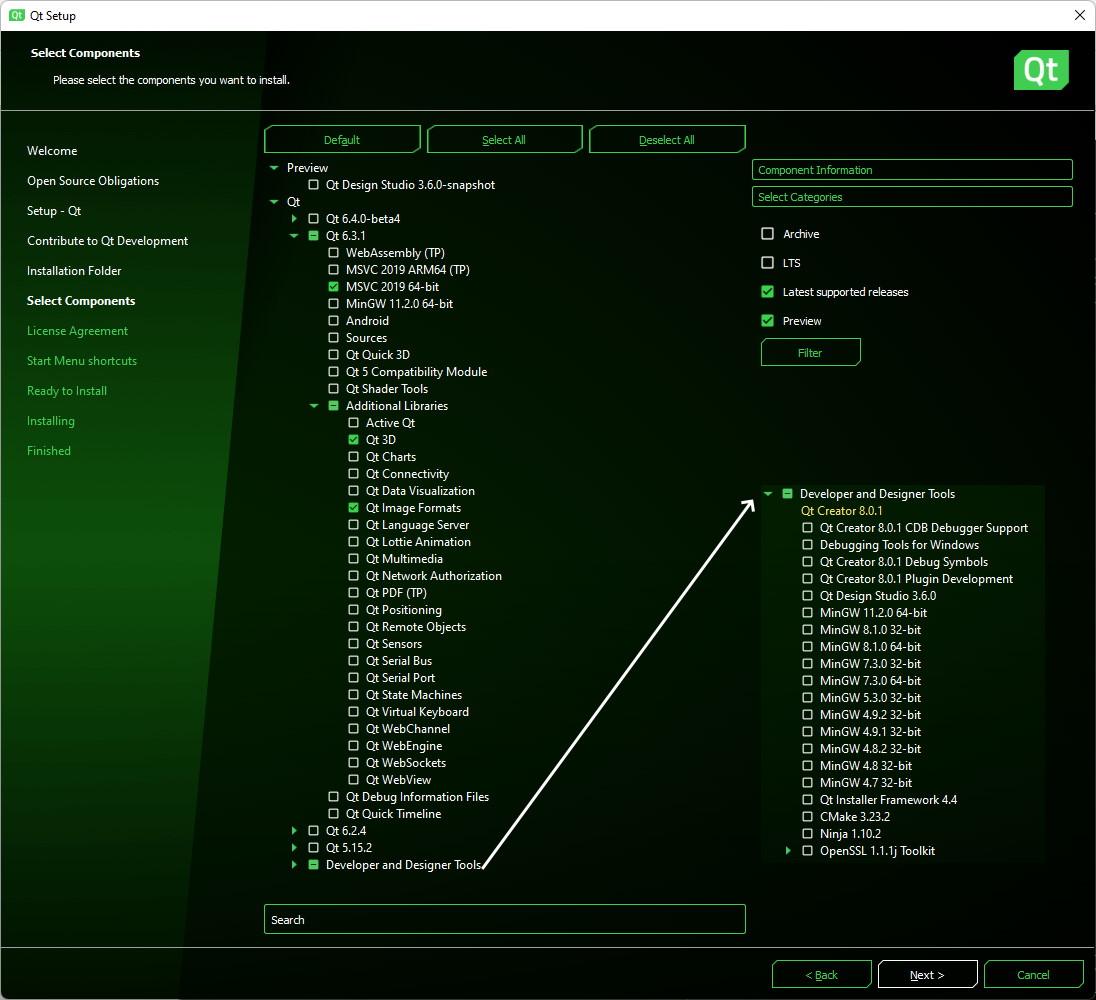 Qt Qt Setup
Select Components
Please select the components you want to install.
Qt
Welcome
Open Source Obligations
Setup - Qt
Contribute to Qt Development
Installation Folder
Select Components
License Agreement
Start Menu shortcuts
Ready to Install
Installing
Finished
Default
Select All
Deselect All
Preview
Qt Design Studio 3.6.0-snapshot
Qt
Qt 6.4.0-beta4
Qt 6.3.1
WebAssembly (TP)
MSVC 2019 ARM64 (TP)
MSVC 2019 64-bit
MinGW 11.2.0 64-bit
Android
Sources
Qt Quick 3D
Qt 5 Compatibility Module
Qt Shader Tools
Additional Libraries
Active Qt
Qt 3D
Qt Charts
Qt Connectivity
Qt Data Visualization
Qt Image Formats
Qt Language Server
Qt Lottie Animation
Qt Multimedia
Qt Network Authorization
Qt PDF (TP)
Qt Positioning
Qt Remote Objects
Qt Sensors
Qt Serial Bus
Qt Serial Port
Qt State Machines
Qt Virtual Keyboard
Qt WebChannel
Qt WebEngine
Qt WebSockets
Qt WebView
Qt Debug Information Files
Qt Quick Timeline
Qt 6.2.4
Qt 5.15.2
Developer and Designer Tools
Search
Component Information
Select Categories
Archive
LTS
Latest supported releases
Preview
Filter
Developer and Designer Tools
Qt Creator 8.0.1
Qt Creator 8.0.1 CDB Debugger Support
Debugging Tools for Windows
Qt Creator 8.0.1 Debug Symbols
Qt Creator 8.0.1 Plugin Development
Qt Design Studio 3.6.0
MinGW 11.2.0 64-bit
MinGW 8.1.0 32-bit
MinGW 8.1.0 64-bit
MinGW 7.3.0 32-bit
MinGW 7.3.0 64-bit
MinGW 5.3.0 32-bit
MinGW 4.9.2 32-bit
MinGW 4.9.1 32-bit
MinGW 4.8.2 32-bit
MinGW 4.8 32-bit
MinGW 4.7 32-bit
Qt Installer Framework 4.4
CMake 3.23.2
Ninja 1.10.2
OpenSSL 1.1.1j Toolkit
< Back
Next >
Cancel